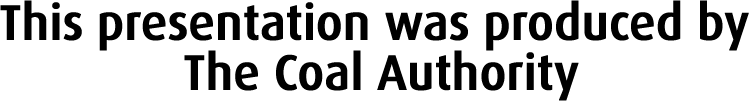 This presentation was produced by
The Coal Authority